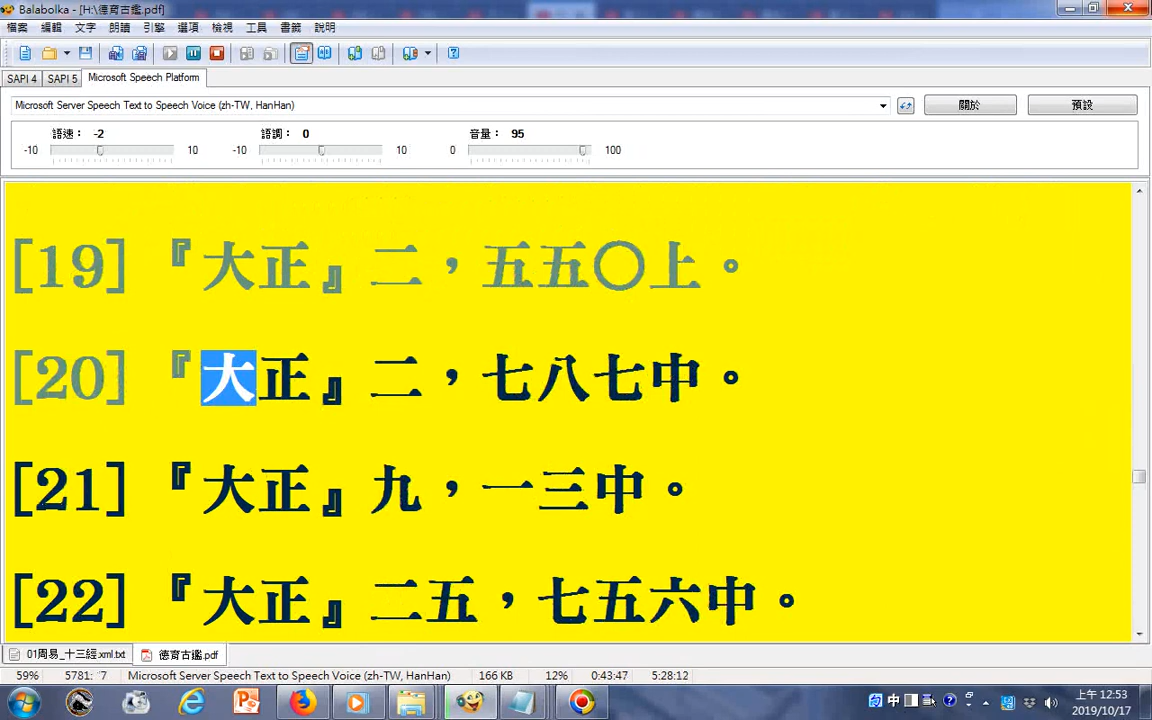 Balabolka - [H:\德育古鑑.pdf]
檔案 編輯 文字 朗讀 引擎 選項 檢視 工具 書籤 說明
SAPI 4 SAPI 5 Microsoft Speech Platform
Microsoft Server Speech Text to Speech Voice (zh-TW, HanHan) 關於 預設
語速： -2 語調： 0 音量： 95
-10 10 -10 10 0 100
[19] 『大正』二，五五〇上。
[20] 『大正』二，七八七中。
[21] 『大正』九，一三中。
[22] 『大正』二五，七五六中。
01周易_十三經.xml.txt 德育古鑑.pdf
59% 5781: Microsoft Server Speech Text to Speech Voice (zh-TW, HanHan) 166 KB 12% 0:43:47 5:28:12
中 上午 12:53
2019/10/17